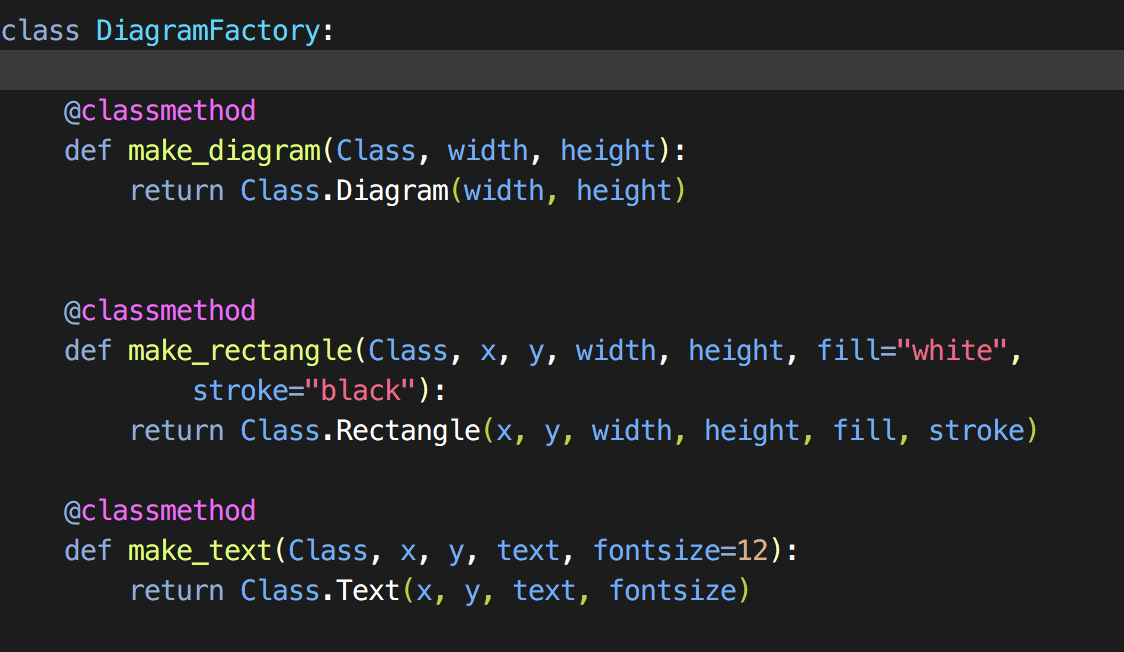 class DiagramFactory:
    @classmethod
    def make_diagram(Class, width, height):
        return Class.Diagram(width, height)
    @classmethod
    def make_rectangle(Class, x, y, width, height, fill="white",
            stroke="black"):
        return Class.Rectangle(x, y, width, height, fill, stroke)
    @classmethod
    def make_text(Class, x, y, text, fontsize=12):
        return Class.Text(x, y, text, fontsize)